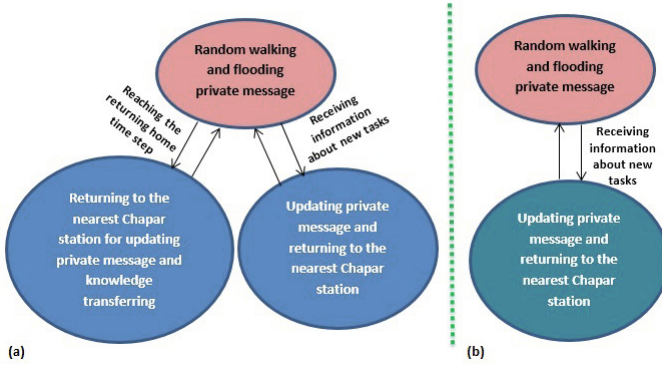 Random walking
and flooding
private message
Reaching the
returning home
time step
Receiving
information
about new tasks
Returning to the
nearest Chapar
station for updating
private message and
knowledge
transferring
Updating private
message and
returning to the
nearest Chapar
station
(a)
Random walking
and flooding
private message
Receiving
information
about new
tasks
Updating private
message and
returning to the
nearest Chapar
station
(b)